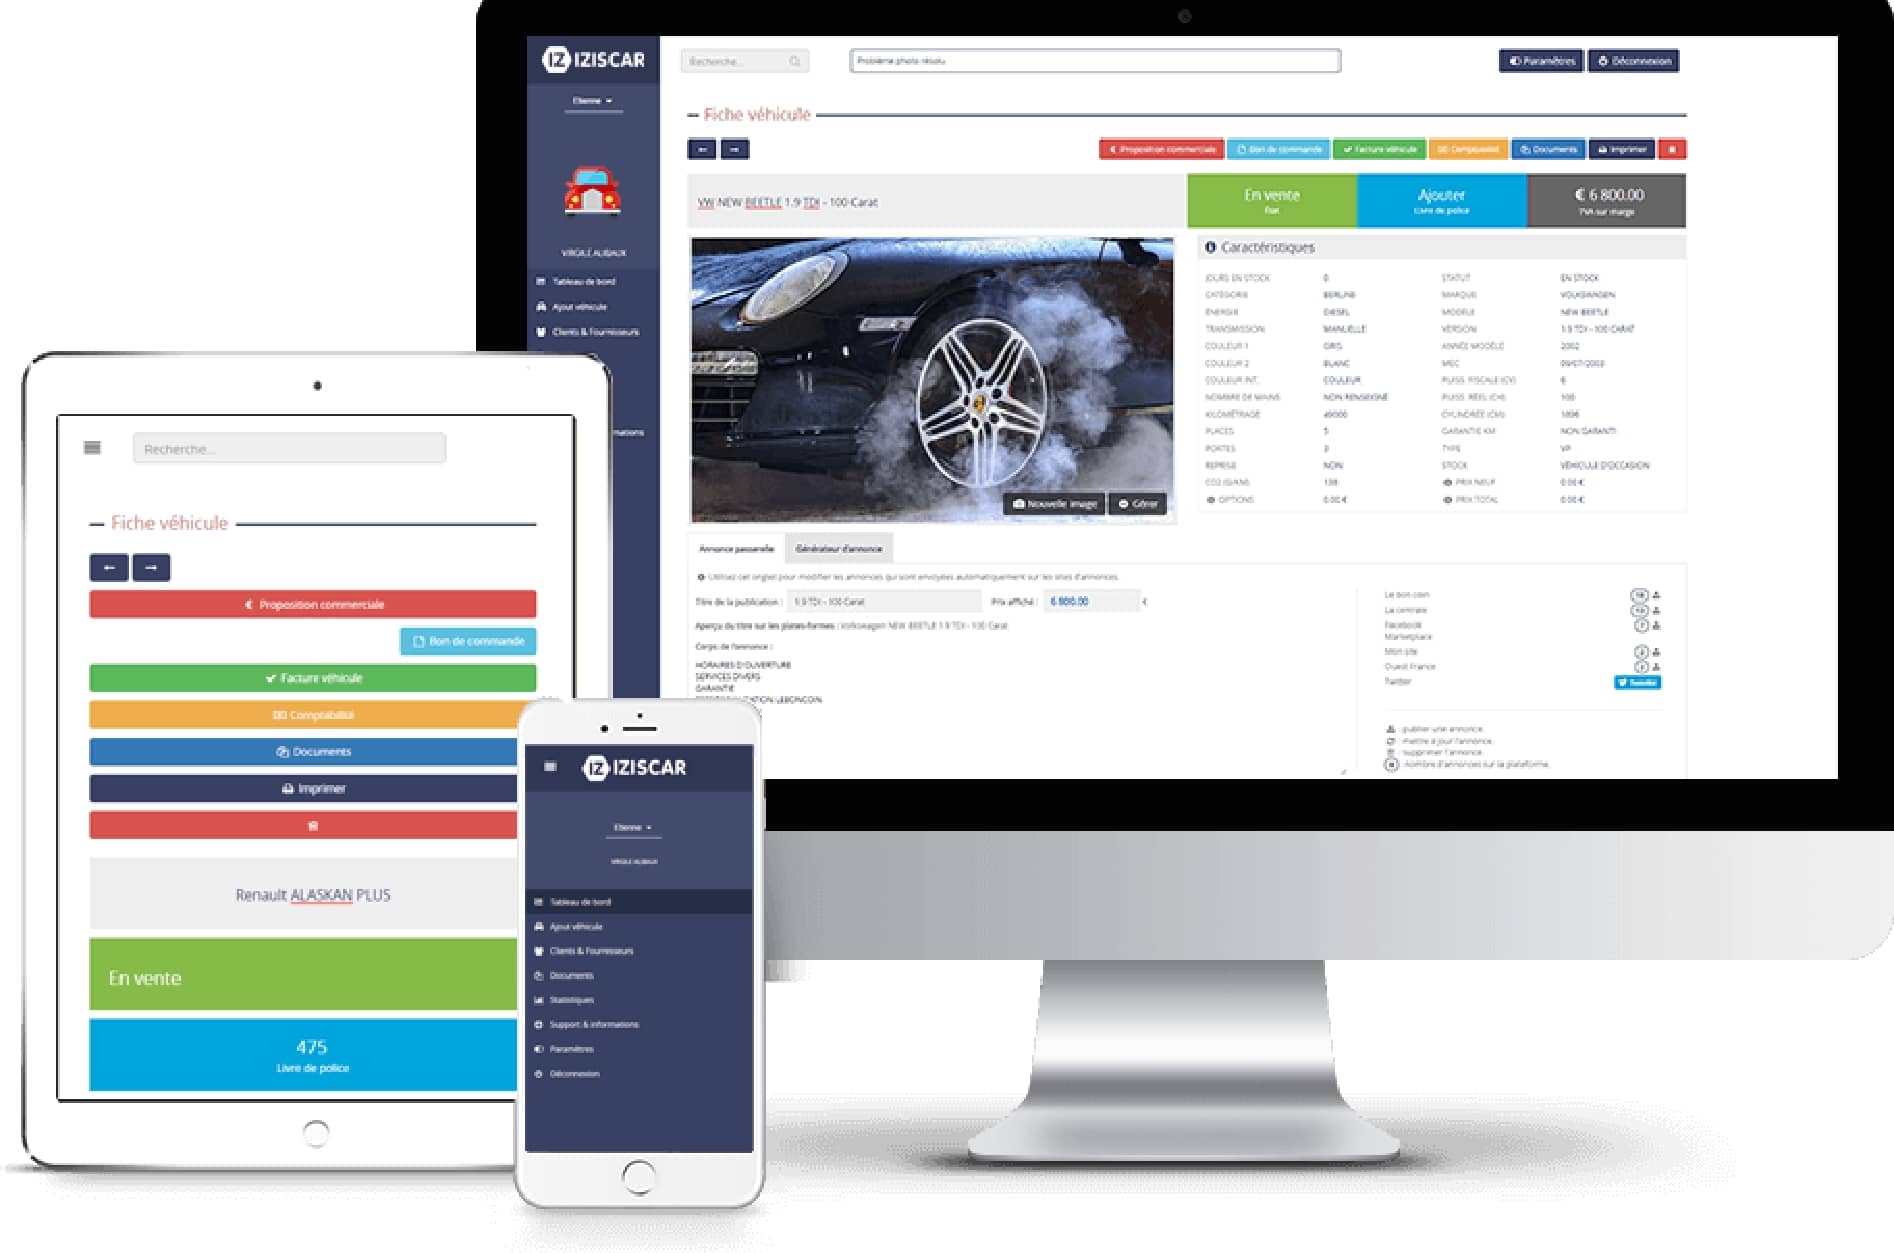 IZ IZISCAR
Recherche...
Problème photo résolu
Paramètres
Déconnexion
Etienne
VIRGILE ALIBAUX
Tableau de bord
Ajout véhicule
Clients & Fournisseurs
mations
Fiche véhicule
€ Proposition commerciale
Bon de commande
Facture véhicule
Comptabilité
Documents
Imprimer
VW NEW BEETLE 1.9 TDI - 100 Carat
En vente
État
Ajouter
Livre de police
€ 6 800.00
TVA sur marge
Nouvelle image
Gérer
Caractéristiques
JOURS EN STOCK 0 STATUT EN STOCK
CATÉGORIE BERLINE MARQUE VOLKSWAGEN
ENERGIE DIESEL MODELE NEW BEETLE
TRANSMISSION MANUELLE VERSION 1.9 TDI - 100 CARAT
COULEUR 1 GRIS ANNÉE MODÈLE 2002
COULEUR 2 BLANC MEC 09/07/2003
COULEUR INT. COULEUR PUISS. FISCALE (CV) 6
NOMBRE DE MAINS NON RENSEIGNÉ PUISS. RÉEL (CH) 100
KILOMÉTRAGE CYLINDRÉE (CM)
PLACES 5 GARANTIE KM NON GARANTI
PORTES 3 TYPE VP
REPRISE NON STOCK VÉHICULE D'OCCASION
CO2 (G/KM) 138 PRIX NEUF 0.00 €
OPTIONS 0.00 € PRIX TOTAL 0.00 €
Annonce passerelle
Générateur d'annonce
Utilisez cet onglet pour modifier les annonces qui sont envoyées automatiquement sur les sites d'annonces.
Titre de la publication : 1.9 TDI - 100 Carat Prix affiché : 6 800.00 €
Aperçu du titre sur les plates-formes : Volkswagen NEW BEETLE 1.9 TDI - 100 Carat
Corps de l'annonce :
HORAIRES D'OUVERTURE
SERVICES DIVERS
GARANTIE
ATION LEBONCOIN
Le bon coin
La centrale
Facebook
Marketplace
Mon site
Ouest France
Twitter
Tweeter
: publier une annonce.
: mettre à jour l'annonce.
: supprimer l'annonce.
: nombre d'annonces sur la plateforme.
Recherche...
Fiche véhicule
€ Proposition commerciale
Bon de commande
Facture véhicule
Comptabilité
Documents
Imprimer
Renault ALASKAN PLUS
En vente
475
Livre de police
IZ IZISCAR
Etienne
VIRGILE ALIBAUX
Tableau de bord
Ajout véhicule
Clients & Fournisseurs
Documents
Statistiques
Support & informations
Paramètres
Déconnexion